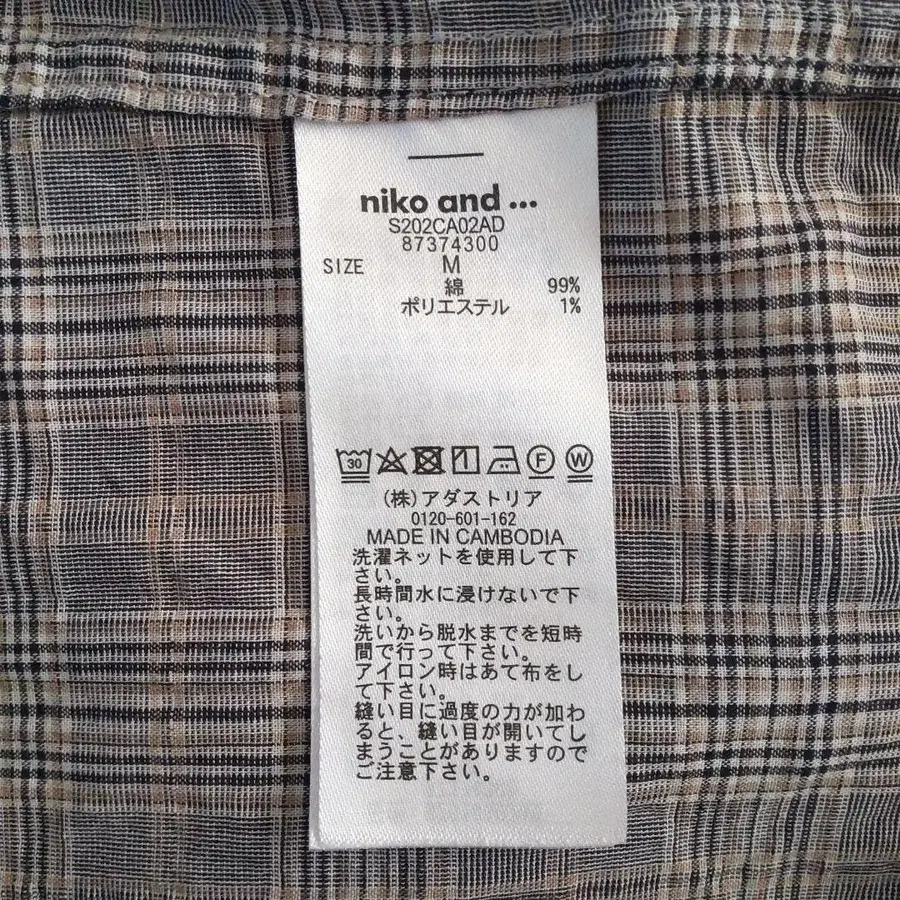 niko and ...
S202CA02AD
87374300
SIZE M
綿 99%
ポリエステル 1%
30 F W
(株)アダストリア
0120-601-162
MADE IN CAMBODIA
洗濯ネットを使用して下
さい。
長時間水に浸けないで下
さい。
洗いから脱水までを短時
間で行って下さい。
アイロン時はあて布をし
て下さい。
縫い目に過度の力が加わ
ると、縫い目が開いてし
まうことがありますので
ご注意下さい。